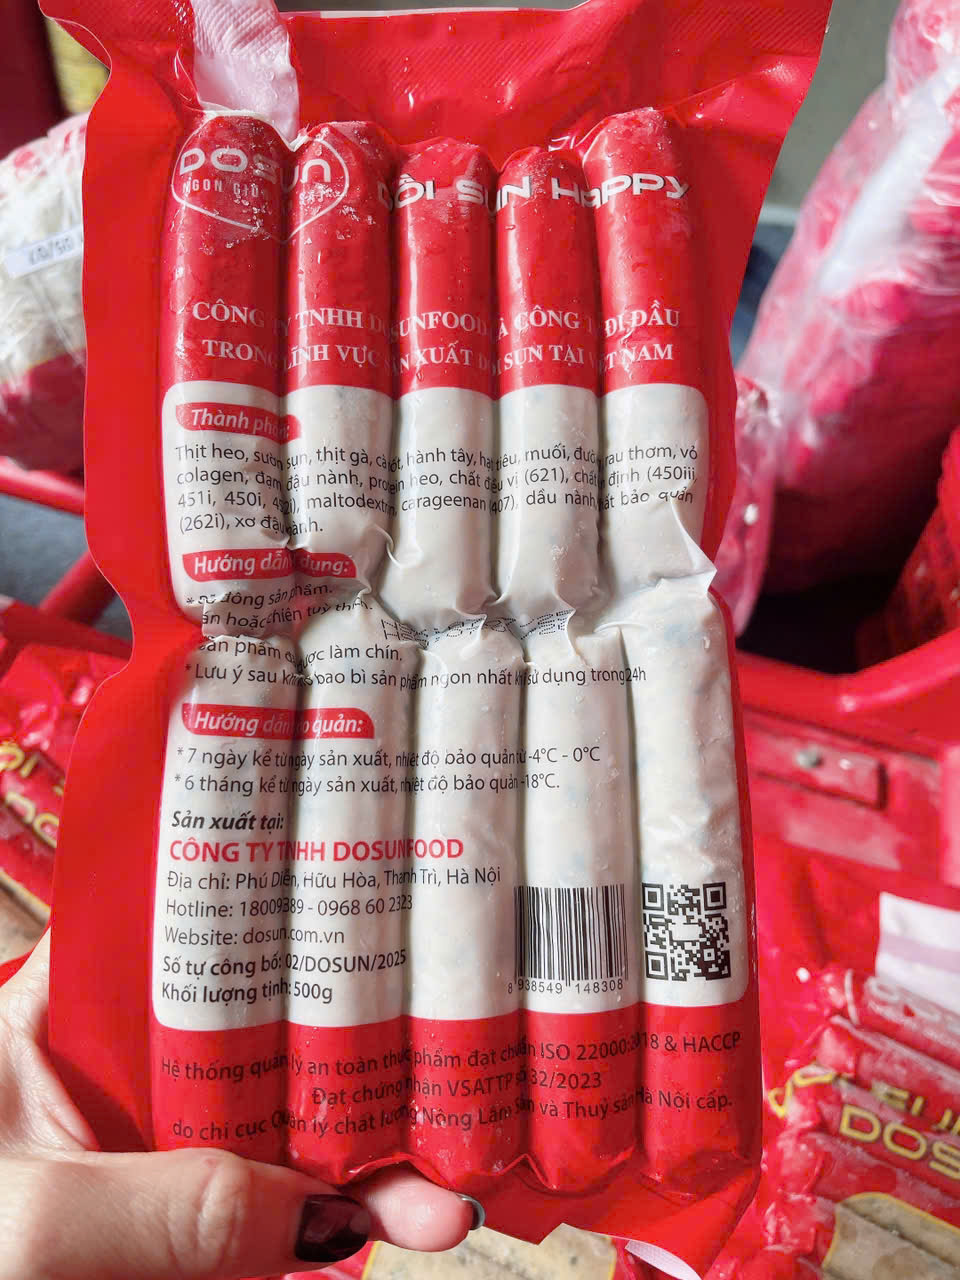 DOSUN
NGON GIÒN
DỒI SỤN HAPPY
CÔNG TY TNHH DOSUNFOOD LÀ CÔNG TY ĐI ĐẦU
TRONG LĨNH VỰC SẢN XUẤT DỒI SỤN TẠI VIỆT NAM
Thành phần:
Thịt heo, sườn sụn, thịt gà, cà rốt, hành tây, hạt tiêu, muối, đường, rau thơm, vỏ
colagen, đạm đậu nành, protein heo, chất điều vị (621), chất ổn định (450iii,
451i, 450i, 452i), maltodextrin, carageenan (407), dầu nành, chất bảo quản
(262i), xơ đậu nành.
Hướng dẫn sử dụng:
* Rã đông sản phẩm.
hoặc chiên tuỳ thích.
sản phẩm được làm chín.
* Lưu ý sau khi bao bì sản phẩm ngon nhất khi sử dụng trong 24h
Hướng dẫn bảo quản:
* 7 ngày kể từ ngày sản xuất, nhiệt độ bảo quản từ -4°C - 0°C
* 6 tháng kể từ ngày sản xuất, nhiệt độ bảo quản -18°C.
Sản xuất tại:
CÔNG TY TNHH DOSUNFOOD
Địa chỉ: Phú Diễn, Hữu Hòa, Thanh Trì, Hà Nội
Hotline: 18009389 - 0968 60 2323
Website: dosun.com.vn
Số tự công bố: 02/DOSUN/2025
Khối lượng tịnh: 500g
8 938549 148308
Hệ thống quản lý an toàn thực phẩm đạt chuẩn ISO 22000:2018 & HACCP
Đạt chứng nhận VSATTP số 32/2023
do chi cục Quản lý chất lượng Nông Lâm Sản và Thuỷ sản Hà Nội cấp.